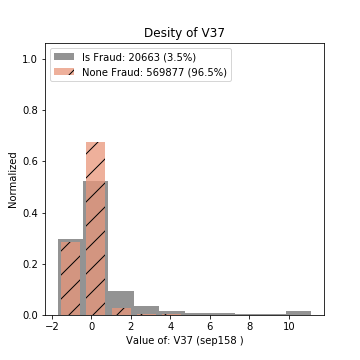 Desity of V37
Is Fraud: 20663 (3.5%)
None Fraud: 569877 (96.5%)
1.0
0.8
0.6
0.4
0.2
0.0
Normalized
−2 0 2 4 6 8 10
Value of: V37 (sep158 )